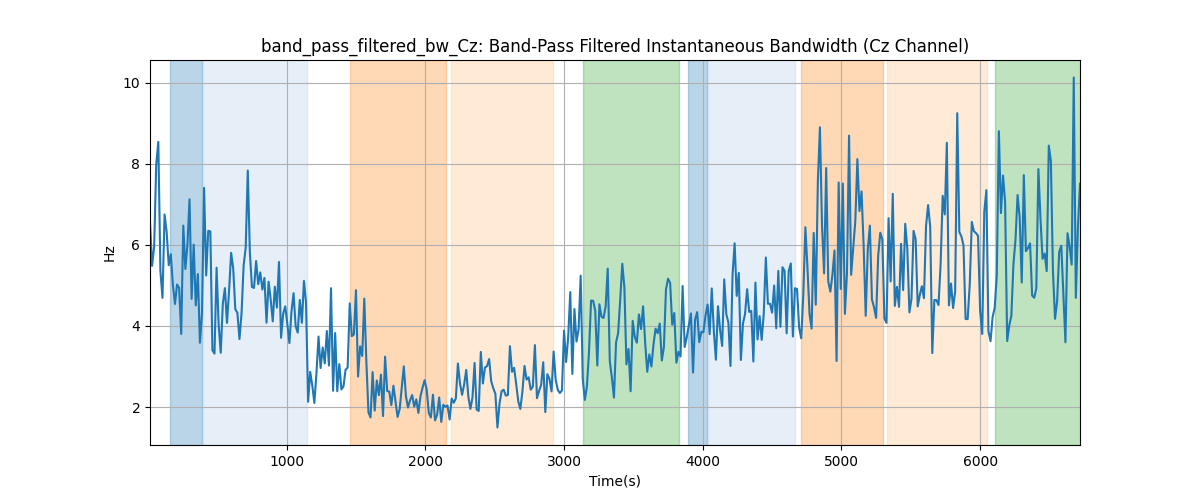 band_pass_filtered_bw_Cz: Band-Pass Filtered Instantaneous Bandwidth (Cz Channel)
10
8
6
4
2
Hz
1000 2000 3000 4000 5000 6000
Time(s)